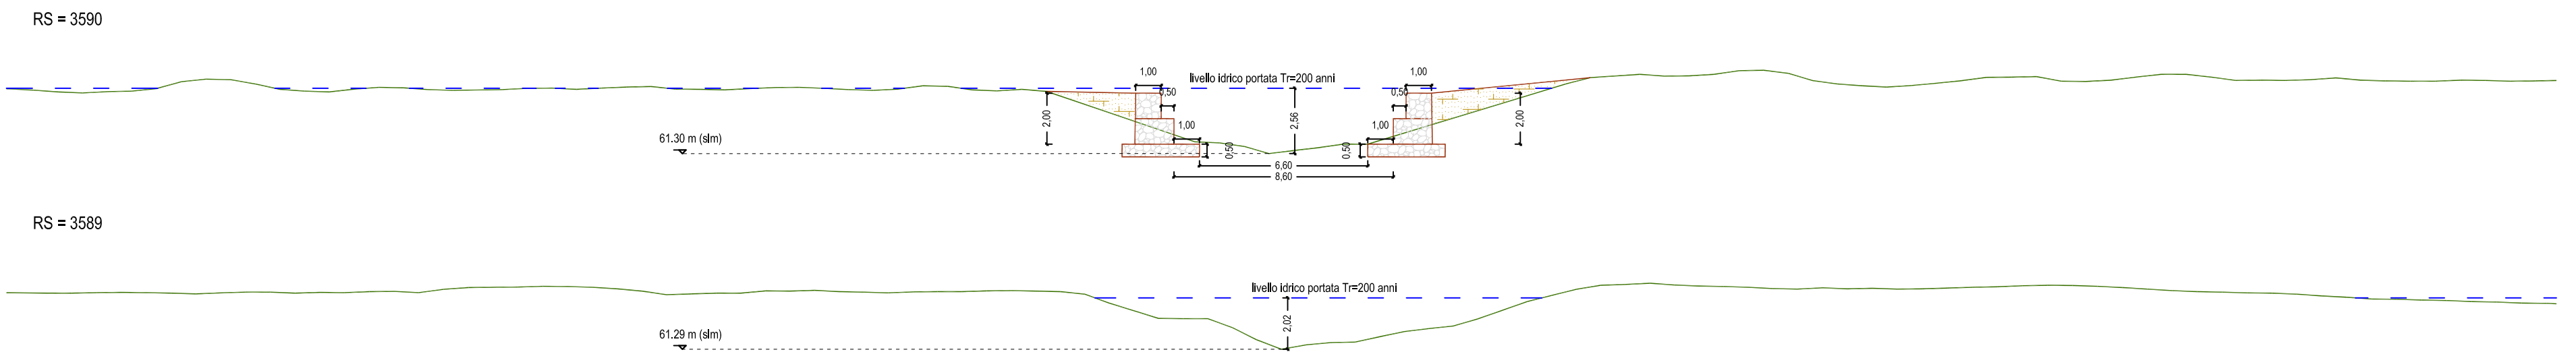 RS = 3590
1,00
livello idrico portata Tr=200 anni
1,00
0,50
0,50
2,00
2,56
2,00
1,00
1,00
61.30 m (slm)
0,50
0,50
6,60
8,60
RS = 3589
livello idrico portata Tr=200 anni
2,02
61.29 m (slm)